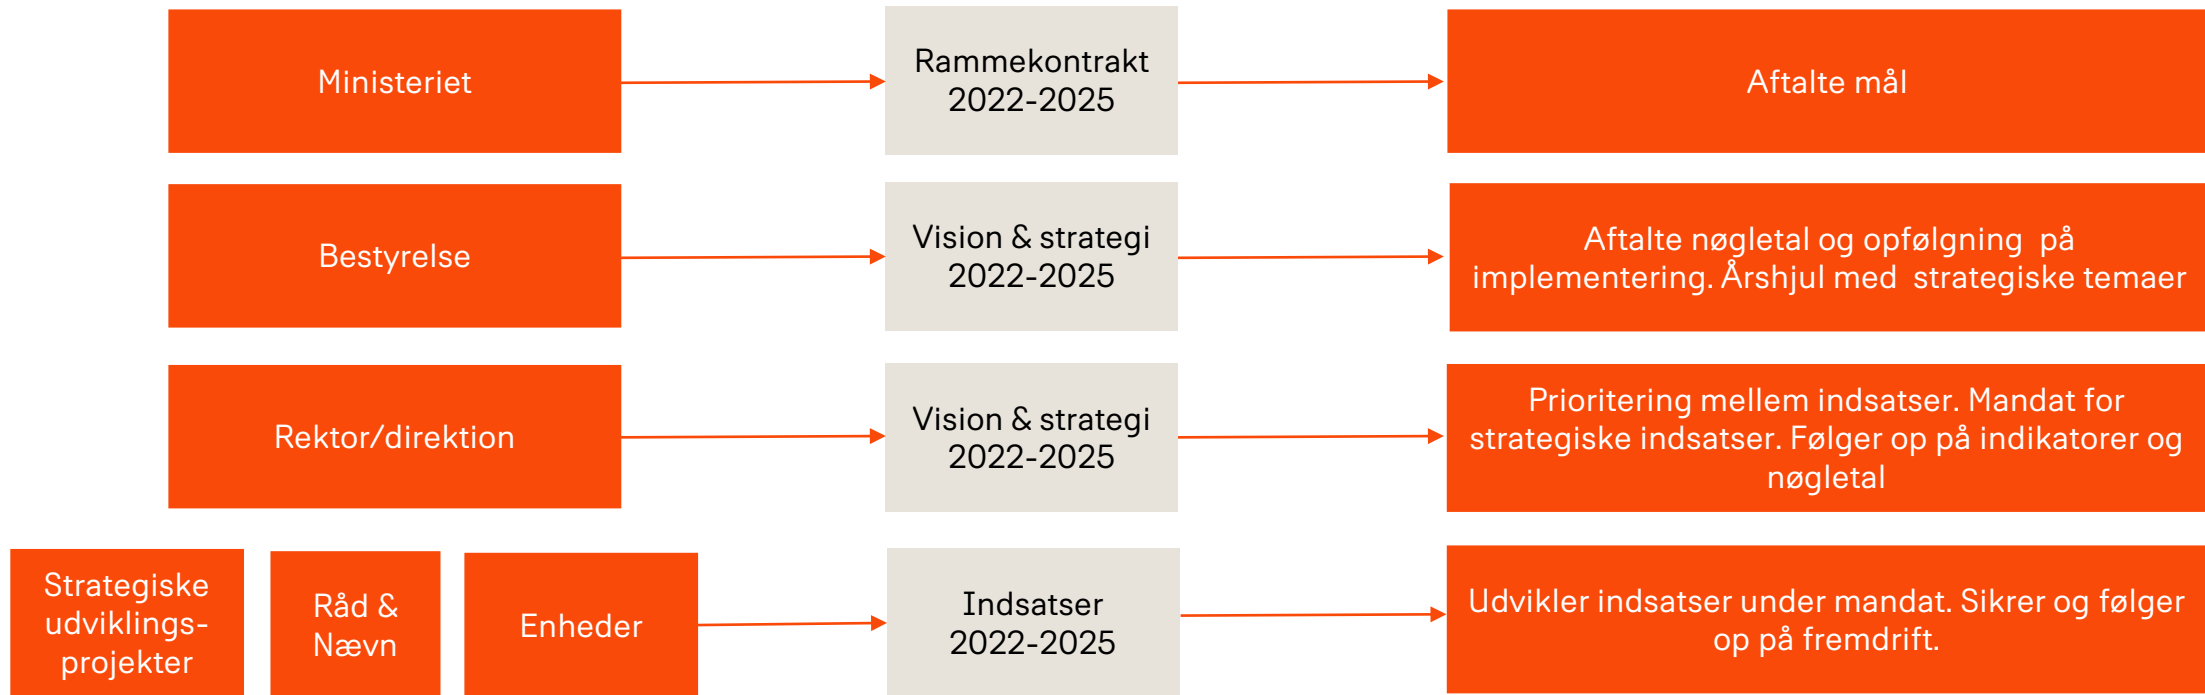 Ministeriet
Rammekontrakt
2022-2025
Aftalte mål
Bestyrelse
Vision & strategi
2022-2025
Aftalte nøgletal og opfølgning  på
implementering. Årshjul med  strategiske temaer
Rektor/direktion
Vision & strategi
2022-2025
Prioritering mellem indsatser. Mandat for
strategiske indsatser. Følger op på indikatorer og
nøgletal
Strategiske
udviklings-
projekter
Råd &
Nævn
Enheder
Indsatser
2022-2025
Udvikler indsatser under mandat. Sikrer og følger
op på fremdrift.